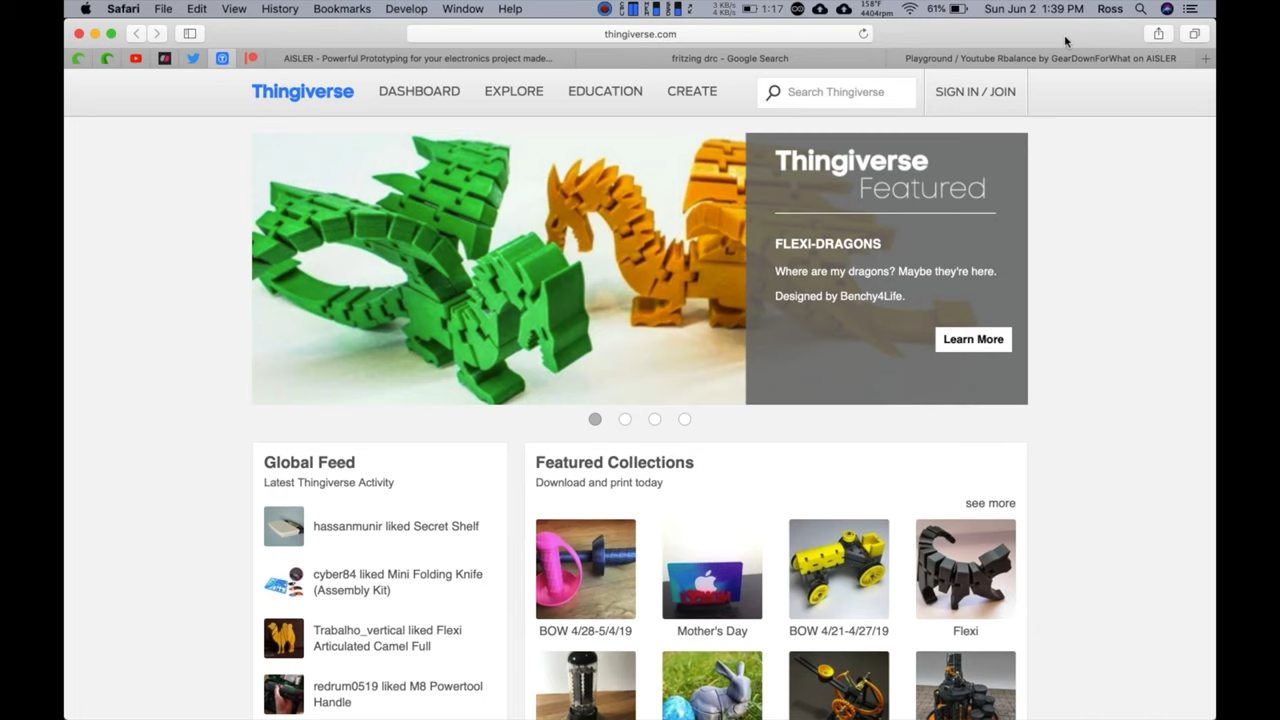 Safari File Edit View History Bookmarks Develop Window Help 3 KB/s 4 KB/s 1:17 158°F 4404rpm 61% Sun Jun 2 1:39 PM Ross
thingiverse.com
AISLER - Powerful Prototyping for your electronics project made... fritzing drc - Google Search Playground / Youtube Rbalance by GearDownForWhat on AISLER
Thingiverse DASHBOARD EXPLORE EDUCATION CREATE Search Thingiverse SIGN IN / JOIN
Thingiverse
Featured
FLEXI-DRAGONS
Where are my dragons? Maybe they're here.
Designed by Benchy4Life.
Learn More
Global Feed
Latest Thingiverse Activity
hassanmunir liked Secret Shelf
cyber84 liked Mini Folding Knife
(Assembly Kit)
Trabalho_vertical liked Flexi
Articulated Camel Full
redrum0519 liked M8 Powertool
Handle
Featured Collections
Download and print today
see more
BOW 4/28-5/4/19 Mother's Day BOW 4/21-4/27/19 Flexi